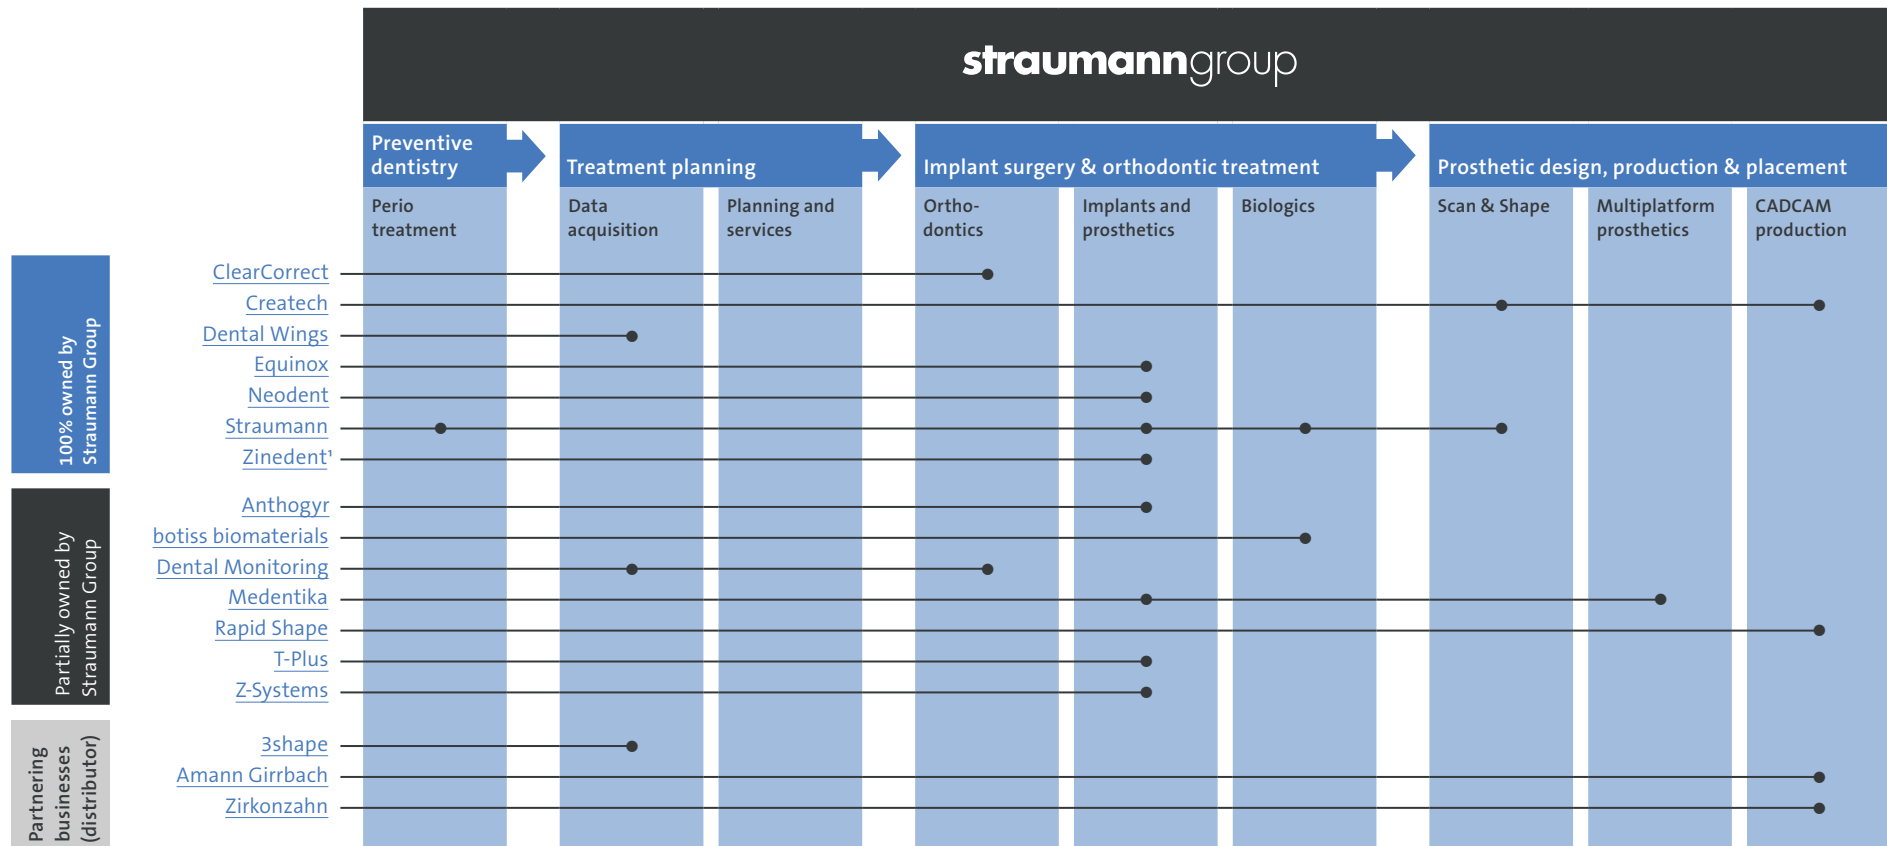 straumanngroup
Preventive
dentistry
Treatment planning
Implant surgery & orthodontic treatment
Prosthetic design, production & placement
Perio
treatment
Data
acquisition
Planning and
services
Ortho-
dontics
Implants and
prosthetics
Biologics
Scan & Shape
Multiplatform
prosthetics
CADCAM
production
100% owned by
Straumann Group
ClearCorrect
Createch
Dental Wings
Equinox
Neodent
Straumann
Zinedent¹
Partially owned by
Straumann Group
Anthogyr
botiss biomaterials
Dental Monitoring
Medentika
Rapid Shape
T-Plus
Z-Systems
Partnering
businesses
(distributor)
3shape
Amann Girrbach
Zirkonzahn